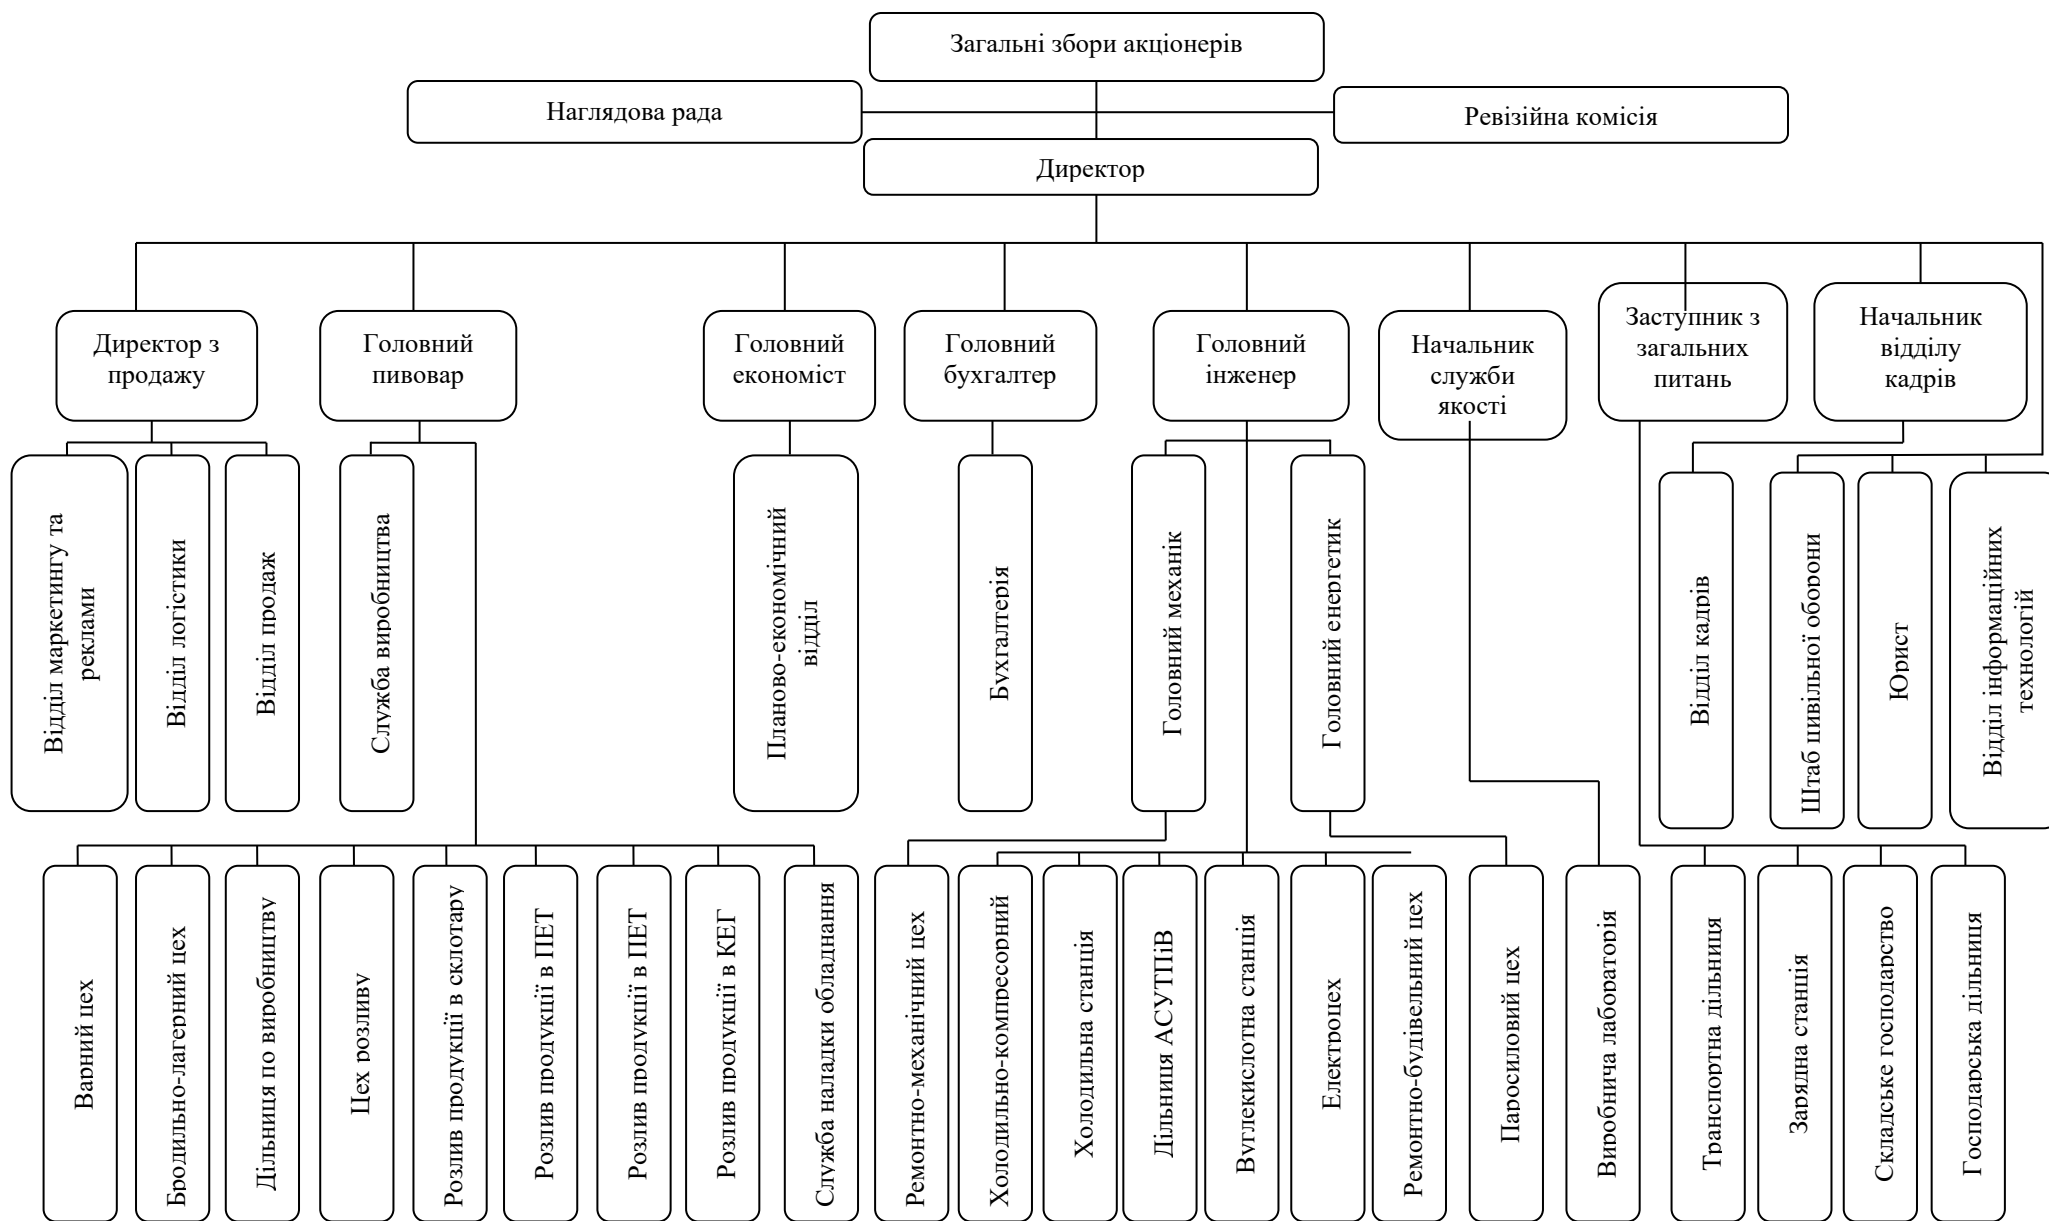 Загальні збори акціонерів
Наглядова рада
Ревізійна комісія
Директор
Директор з
продажу
Головний
пивовар
Головний
економіст
Головний
бухгалтер
Головний
інженер
Начальник
служби
якості
Заступник з
загальних
питань
Начальник
відділу
кадрів
Відділ маркетингу та
реклами
Відділ логістики
Відділ продаж
Служба виробництва
Планово-економічний
відділ
Бухгалтерія
Головний механік
Головний енергетик
Відділ кадрів
Штаб цивільної оборони
Юрист
Відділ інформаційних
технологій
Варний цех
Бродильно-лагерний цех
Дільниця по виробництву
Цех розливу
Розлив продукції в склотару
Розлив продукції в ПЕТ
Розлив продукції в ПЕТ
Розлив продукції в КЕГ
Служба наладки обладнання
Ремонтно-механічний цех
Холодильно-компресорний
Холодильна станція
Дільниця АСУТПіВ
Вуглекислотна станція
Електроцех
Ремонтно-будівельний цех
Паросиловий цех
Виробнича лабораторія
Транспортна дільниця
Зарядна станція
Складське господарство
Господарська дільниця